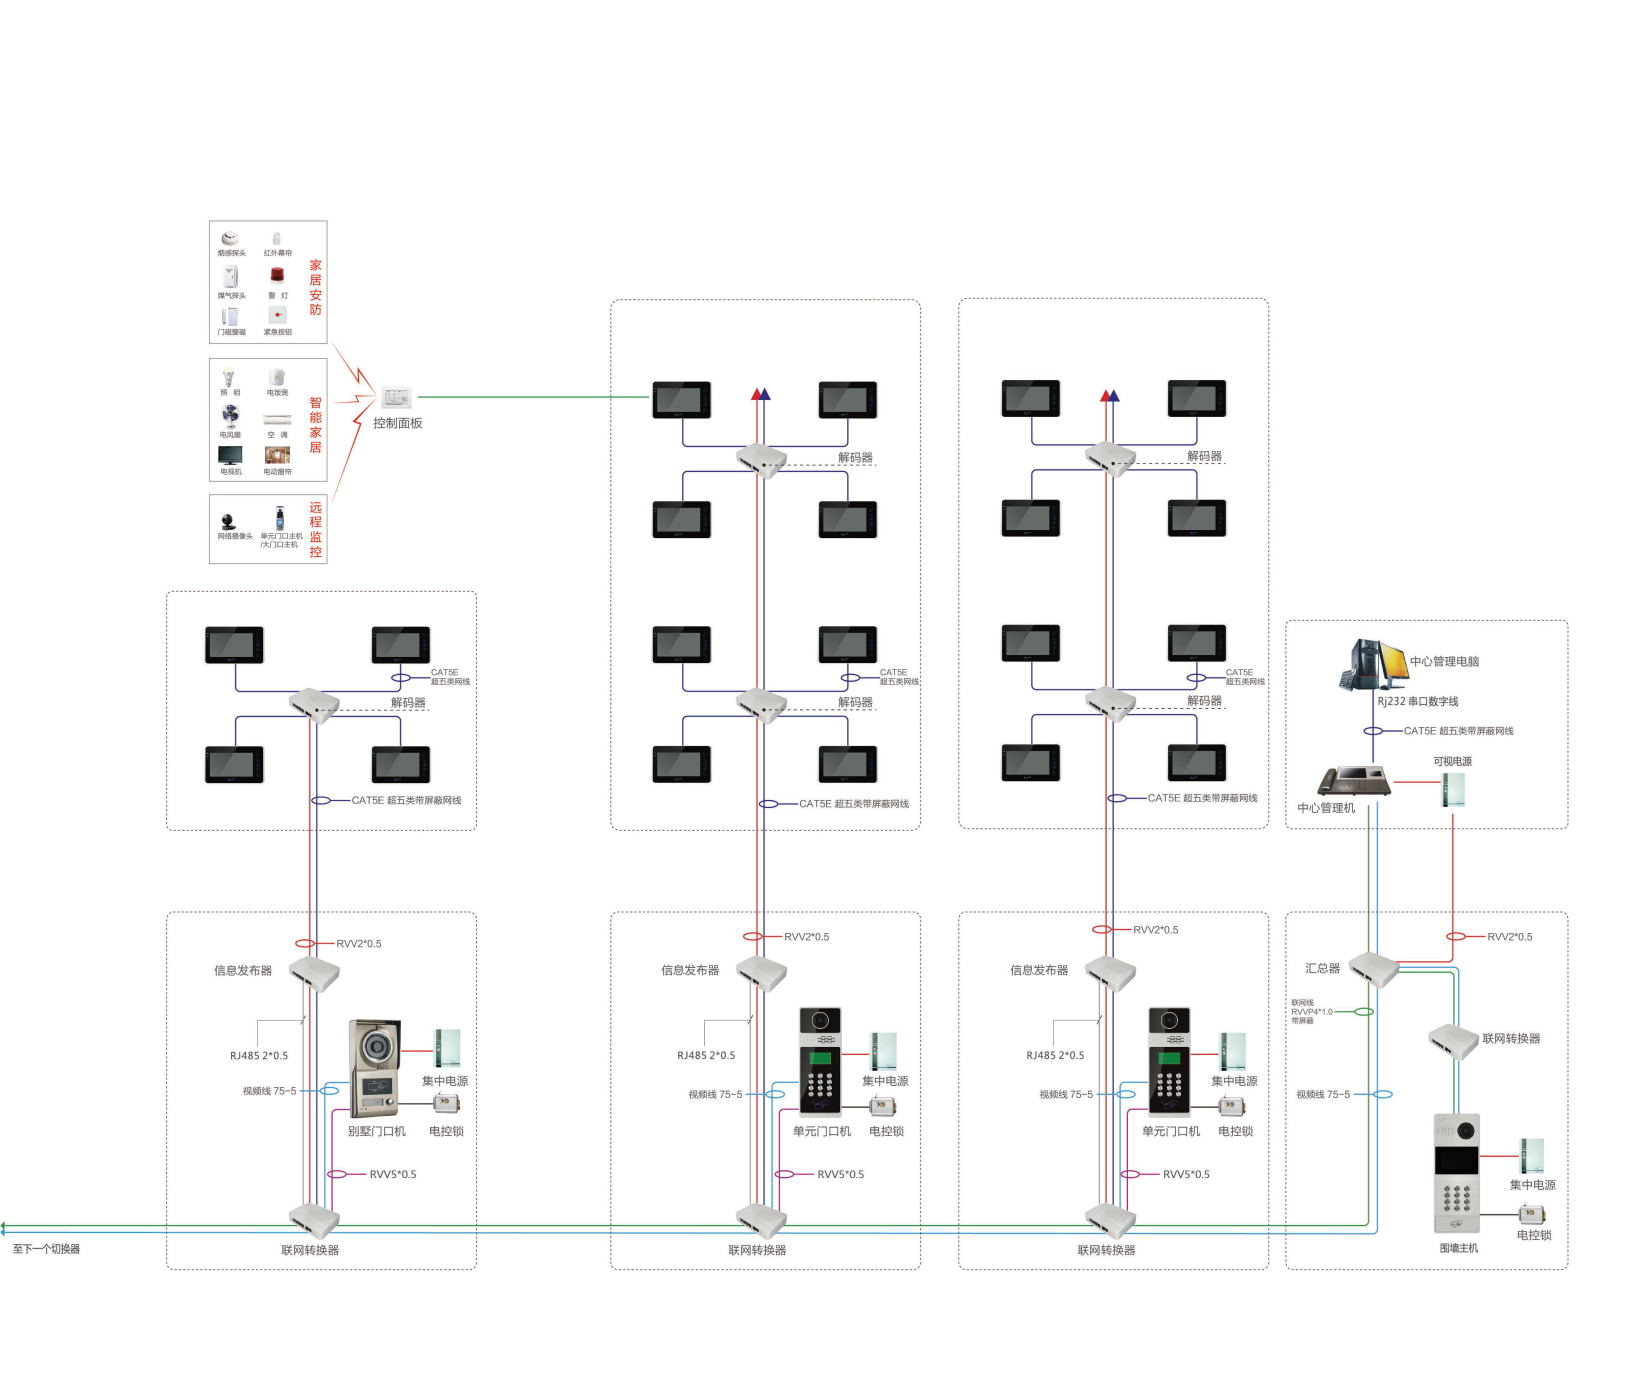 烟感探头 红外幕帘
煤气探头 警 灯
门磁窗磁 紧急按钮
家居安防
照 明 电饭煲
电风扇 空 调
电视机 电动窗帘
智能家居
网络摄像头 单元门口主机
/大门口主机
远程监控
控制面板
解码器
解码器
CAT5E
超五类网线
解码器
CAT5E 超五类带屏蔽网线
CAT5E
超五类网线
解码器
CAT5E 超五类带屏蔽网线
CAT5E
超五类网线
解码器
CAT5E 超五类带屏蔽网线
中心管理电脑
Rj232 串口数字线
CAT5E 超五类带屏蔽网线
可视电源
中心管理机
RVV2*0.5
信息发布器
RJ485 2*0.5
集中电源
视频线 75-5
别墅门口机
电控锁
RVV5*0.5
联网转换器
至下一个切换器
RVV2*0.5
信息发布器
RJ485 2*0.5
集中电源
视频线 75-5
单元门口机
电控锁
RVV5*0.5
联网转换器
RVV2*0.5
信息发布器
RJ485 2*0.5
集中电源
视频线 75-5
单元门口机
电控锁
RVV5*0.5
联网转换器
RVV2*0.5
汇总器
联网线
RVVP4*1.0
带屏蔽
联网转换器
视频线 75-5
集中电源
电控锁
围墙主机